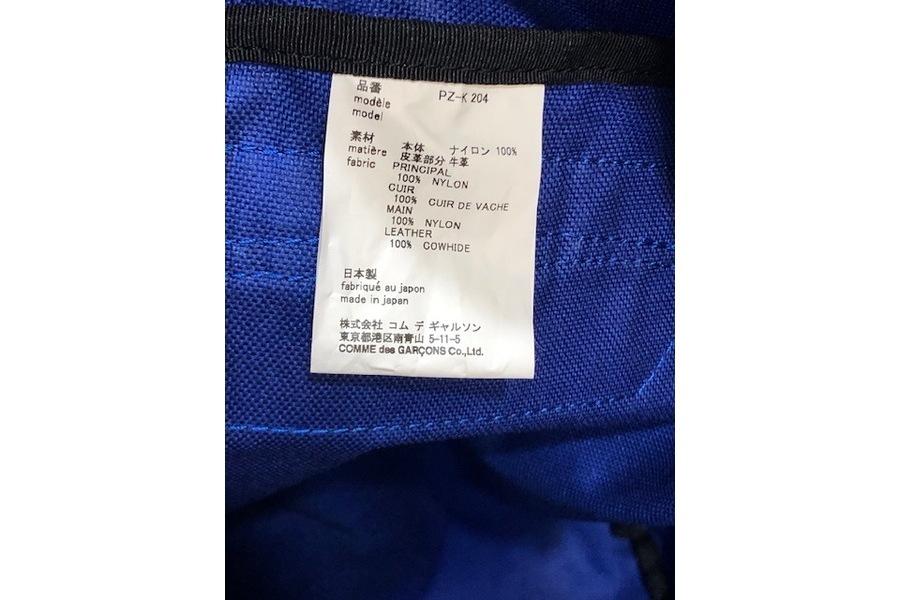 品番
modèle PZ-K 204
model
素材
matière 本体 ナイロン 100%
fabric 皮革部分 牛革
PRINCIPAL
100% NYLON
CUIR
100% CUIR DE VACHE
MAIN
100% NYLON
LEATHER
100% COWHIDE
日本製
fabriqué au japon
made in japan
株式会社 コム デ ギャルソン
東京都港区南青山 5-11-5
COMME des GARÇONS Co.,Ltd.